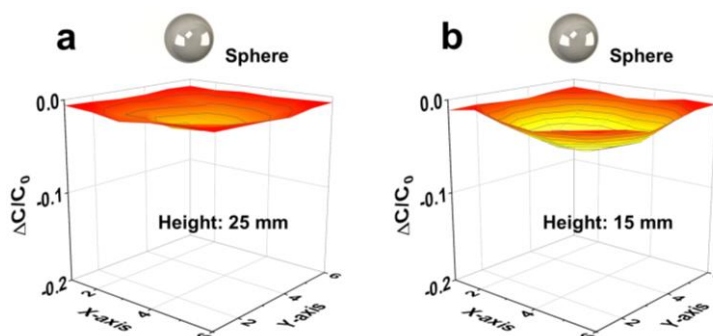 a
Sphere
0.0
-0.1
-0.2
ΔC/C0
Height: 25 mm
2
4
X-axis
2
4
6
Y-axis
b
Sphere
0.0
-0.1
-0.2
ΔC/C0
Height: 15 mm
2
4
X-axis
2
4
6
Y-axis